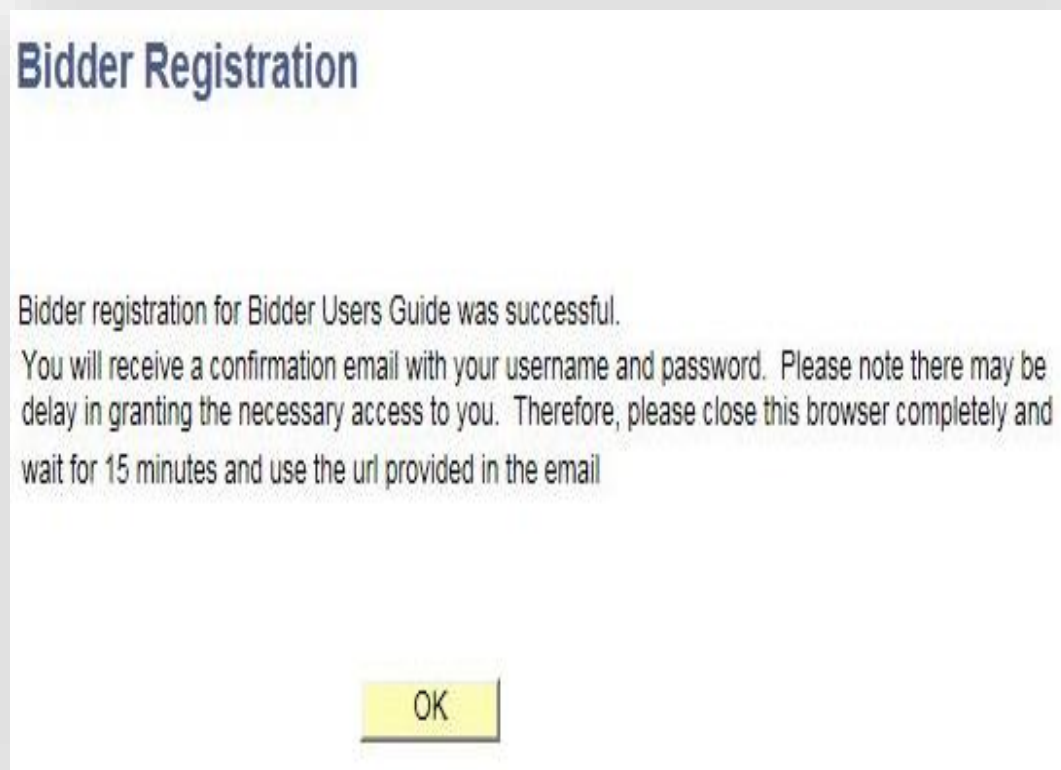 Bidder Registration
Bidder registration for Bidder Users Guide was successful.
You will receive a confirmation email with your username and password.  Please note there may be
delay in granting the necessary access to you.  Therefore, please close this browser completely and
wait for 15 minutes and use the url provided in the email
OK